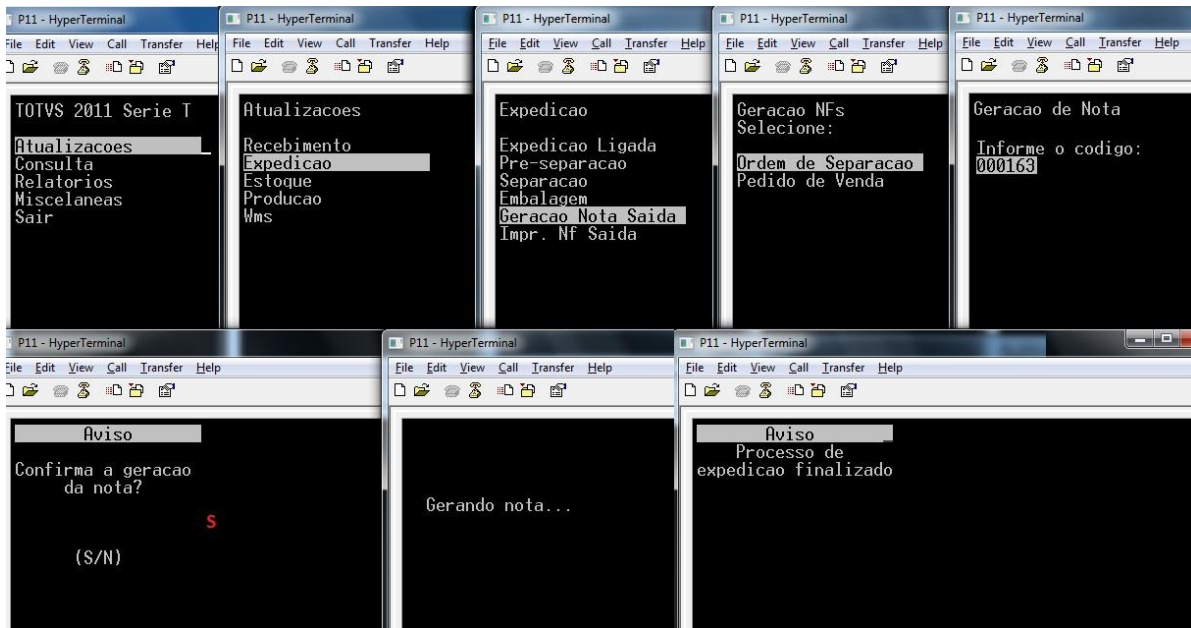 P11 - HyperTerminal
File Edit View Call Transfer Help
TOTVS 2011 Serie T
Atualizacoes
Consulta
Relatorios
Miscelaneas
Sair
P11 - HyperTerminal
File Edit View Call Transfer Help
Atualizacoes
Recebimento
Expedicao
Estoque
Producao
Wms
P11 - HyperTerminal
File Edit View Call Transfer Help
Expedicao
Expedicao Ligada
Pre-separacao
Separacao
Embalagem
Geracao Nota Saida
Impr. Nf Saida
P11 - HyperTerminal
File Edit View Call Transfer Help
Geracao NFs
Selecione:
Ordem de Separacao
Pedido de Venda
P11 - HyperTerminal
File Edit View Call Transfer Help
Geracao de Nota
Informe o codigo:
000163
P11 - HyperTerminal
File Edit View Call Transfer Help
Aviso
Confirma a geracao
da nota?
S
(S/N)
P11 - HyperTerminal
File Edit View Call Transfer Help
Gerando nota...
P11 - HyperTerminal
File Edit View Call Transfer Help
Aviso
Processo de
expedicao finalizado